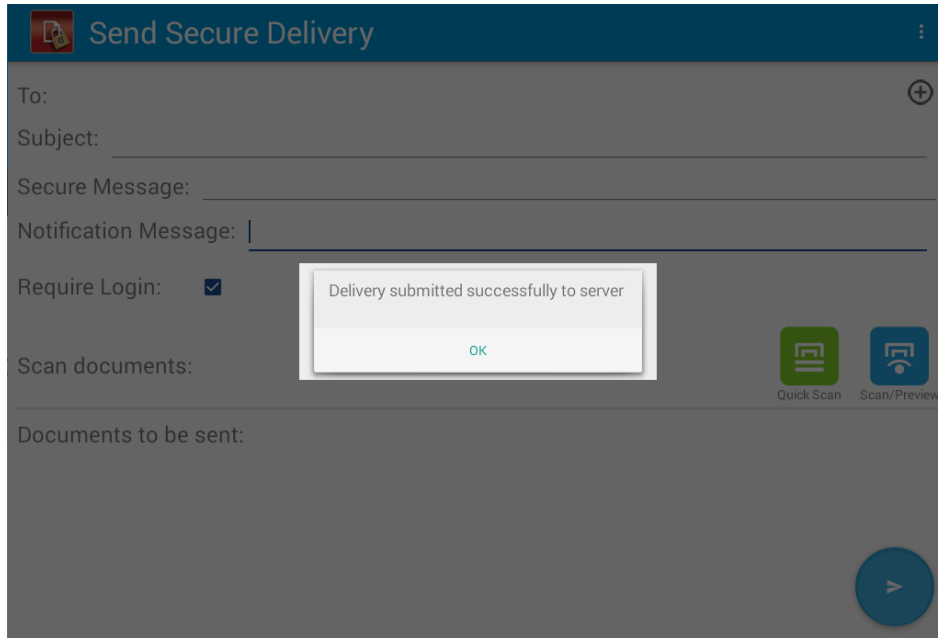 Send Secure Delivery
To:
Subject:
Secure Message:
Notification Message:
Require Login:
Delivery submitted successfully to server
OK
Scan documents:
Quick Scan
Scan/Preview
Documents to be sent: